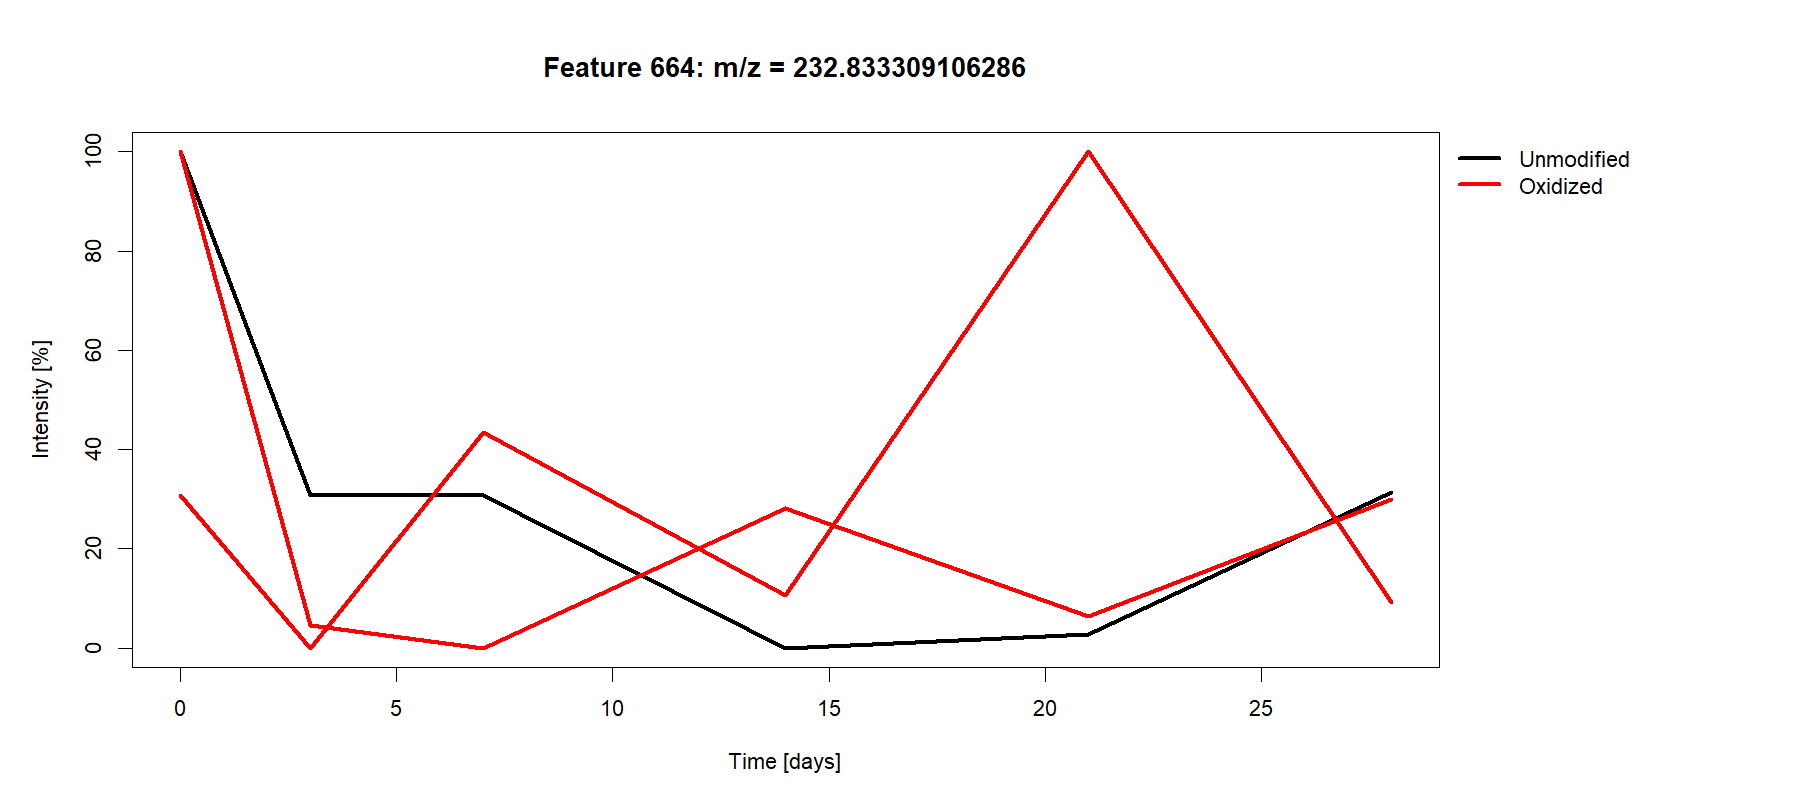 Feature 664: m/z = 232.833309106286
Unmodified
Oxidized
Intensity [%]
100
80
60
40
20
0
0 5 10 15 20 25
Time [days]